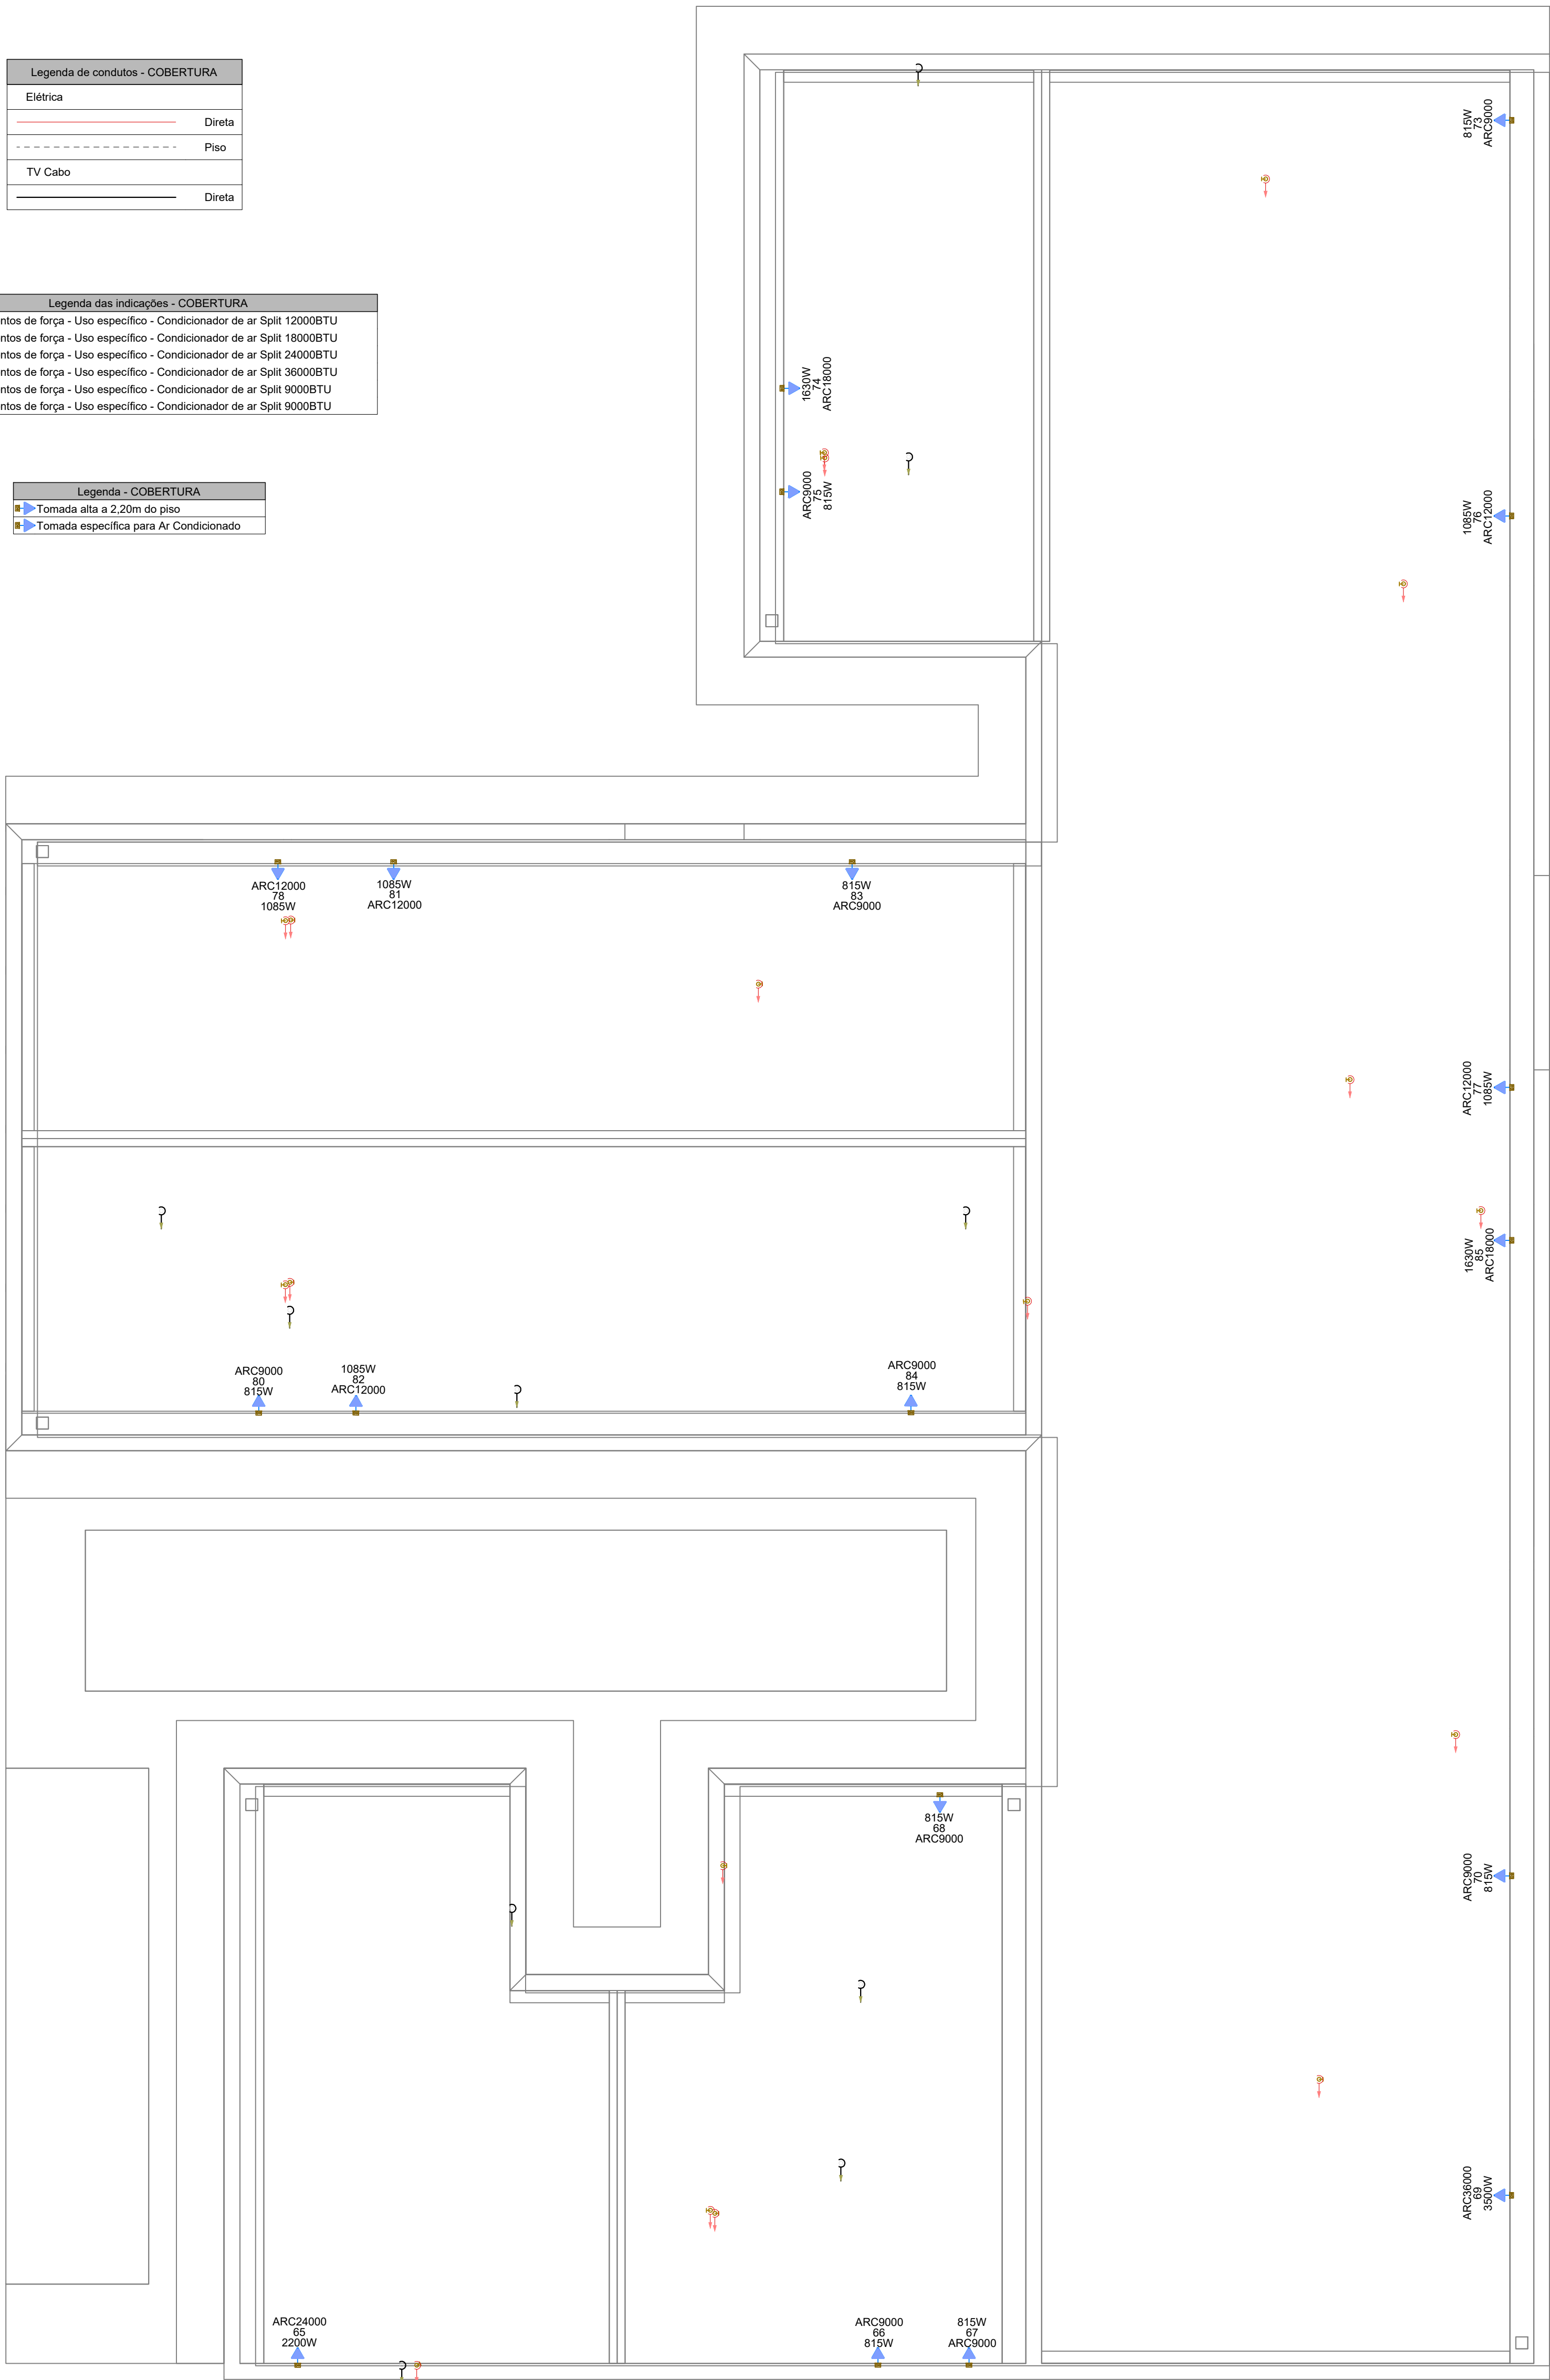 Legenda de condutos - COBERTURA
Elétrica
Direta
Piso
TV Cabo
Direta
Legenda das indicações - COBERTURA
ntos de força - Uso específico - Condicionador de ar Split 12000BTU
ntos de força - Uso específico - Condicionador de ar Split 18000BTU
ntos de força - Uso específico - Condicionador de ar Split 24000BTU
ntos de força - Uso específico - Condicionador de ar Split 36000BTU
ntos de força - Uso específico - Condicionador de ar Split 9000BTU
ntos de força - Uso específico - Condicionador de ar Split 9000BTU
Legenda - COBERTURA
Tomada alta a 2,20m do piso
Tomada específica para Ar Condicionado
815W
73
ARC9000
1630W
74
ARC18000
ARC9000
75
815W
1085W
76
ARC12000
ARC12000
78
1085W
1085W
81
ARC12000
815W
83
ARC9000
ARC12000
77
1085W
1630W
85
ARC18000
ARC9000
80
815W
1085W
82
ARC12000
ARC9000
84
815W
815W
68
ARC9000
ARC9000
70
815W
ARC36000
69
3500W
ARC24000
65
2200W
ARC9000
66
815W
815W
67
ARC9000